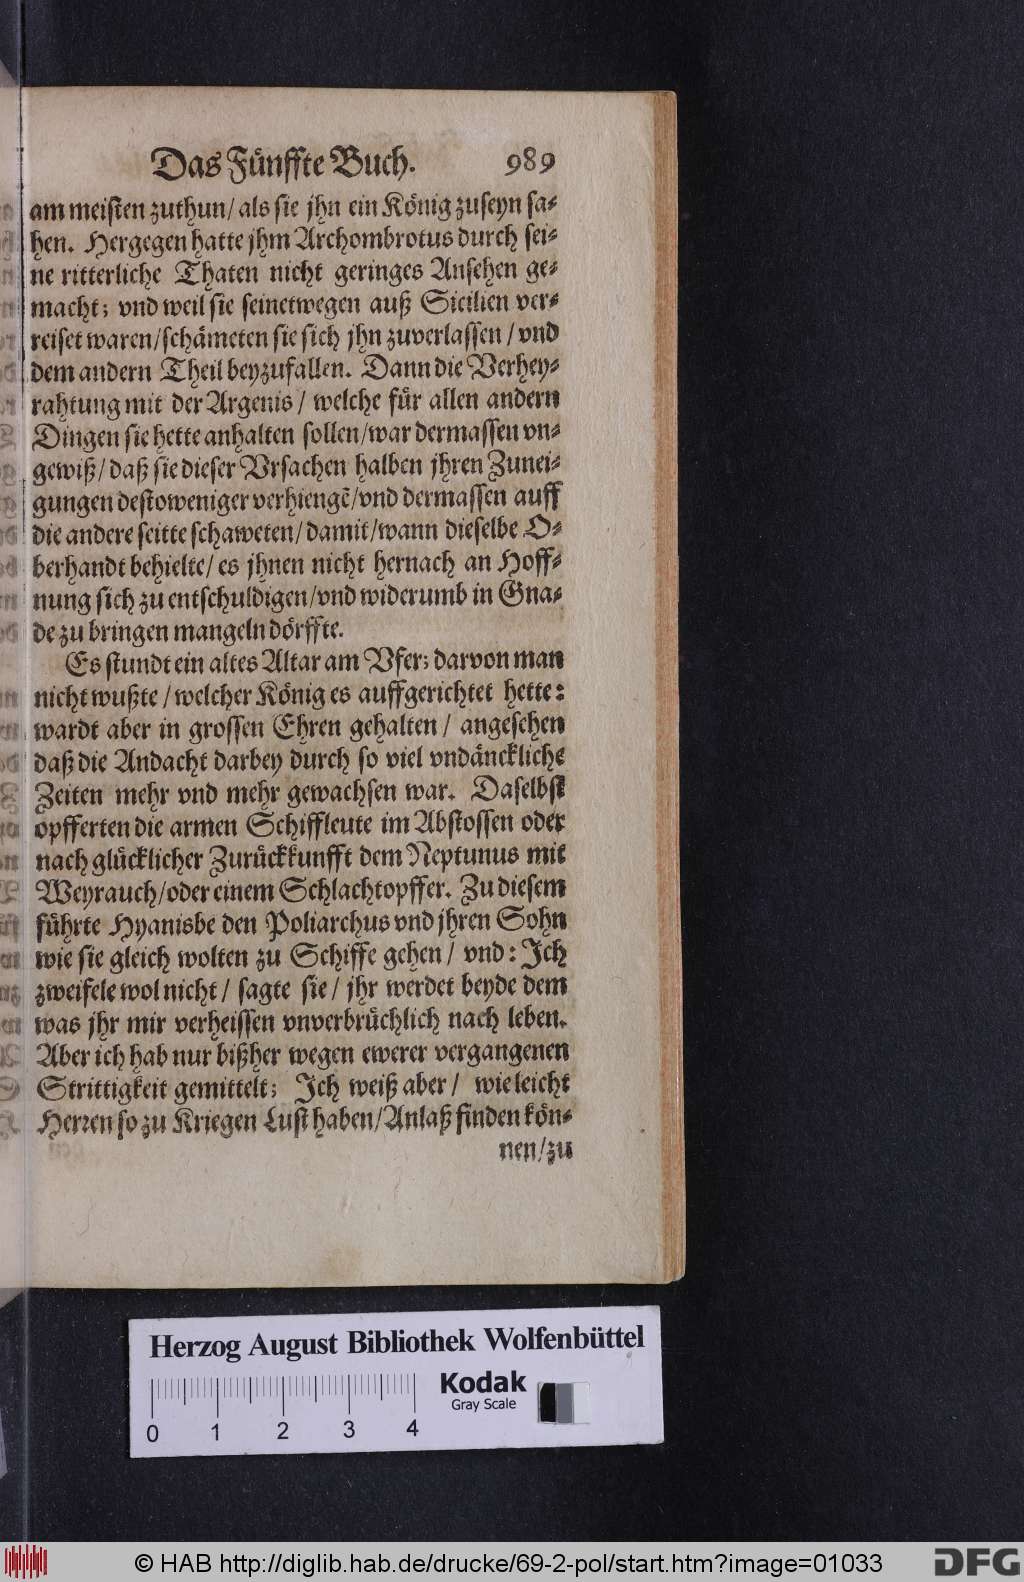 Das Fünffte Buch. 989
am meisten zuthun/ als sie jhn ein König zuseyn sa-
hen. Hergegen hatte jhm Archombrotus durch sei-
ne ritterliche Thaten nicht geringes Ansehen ge-
macht; vnd weil sie seinetwegen auß Sicilien ver-
reiset waren/schämeten sie sich jhn zuverlassen/vnd
dem andern Theil beyzufallen. Dann die Verhey-
rahtung mit der Argenis/ welche für allen andern
Dingen sie hette anhalten sollen/war dermassen vn-
gewiß/daß sie dieser Vrsachen halben jhren Zunei-
gungen destoweniger verhiengẽ/vnd dermassen auff
die andere seitte schaweten/damit/wann dieselbe O-
berhandt behielte/ es jhnen nicht hernach an Hoff-
nung sich zu entschuldigen/vnd widerumb in Gna-
de zu bringen mangeln dörffte.
Es stundt ein altes Altar am Vfer; darvon man
nicht wußte/welcher König es auffgerichtet hette:
wardt aber in grossen Ehren gehalten/ angesehen
daß die Andacht darbey durch so viel vndänckliche
Zeiten mehr vnd mehr gewachsen war. Daselbst
opfferten die armen Schiffleute im Abstossen oder
nach glücklicher Zurückkunfft dem Neptunus mit
Weyrauch/oder einem Schlachtopffer. Zu diesem
führte Hyanisbe den Poliarchus vnd jhren Sohn
wie sie gleich wolten zu Schiffe gehen/ vnd: Ich
zweifele wol nicht/ sagte sie/ jhr werdet beyde dem
was jhr mir verheissen vnverbrüchlich nach leben.
Aber ich hab nur bißher wegen ewerer vergangenen
Strittigkeit gemittelt; Ich weiß aber/ wie leicht
Herren so zu Kriegen Lust haben/Anlaß finden kön-
nen/zu
Herzog August Bibliothek Wolfenbüttel
Kodak
Gray Scale
0 1 2 3 4
© HAB http://diglib.hab.de/drucke/69-2-pol/start.htm?image=01033
DFG